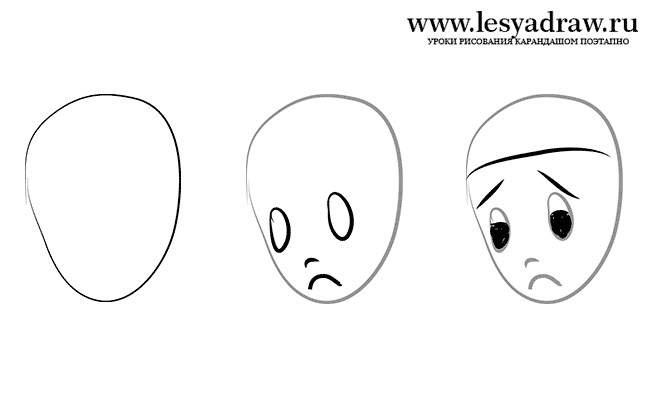 www.lesyadraw.ru
УРОКИ РИСОВАНИЯ КАРАНДАШОМ ПОЭТАПНО